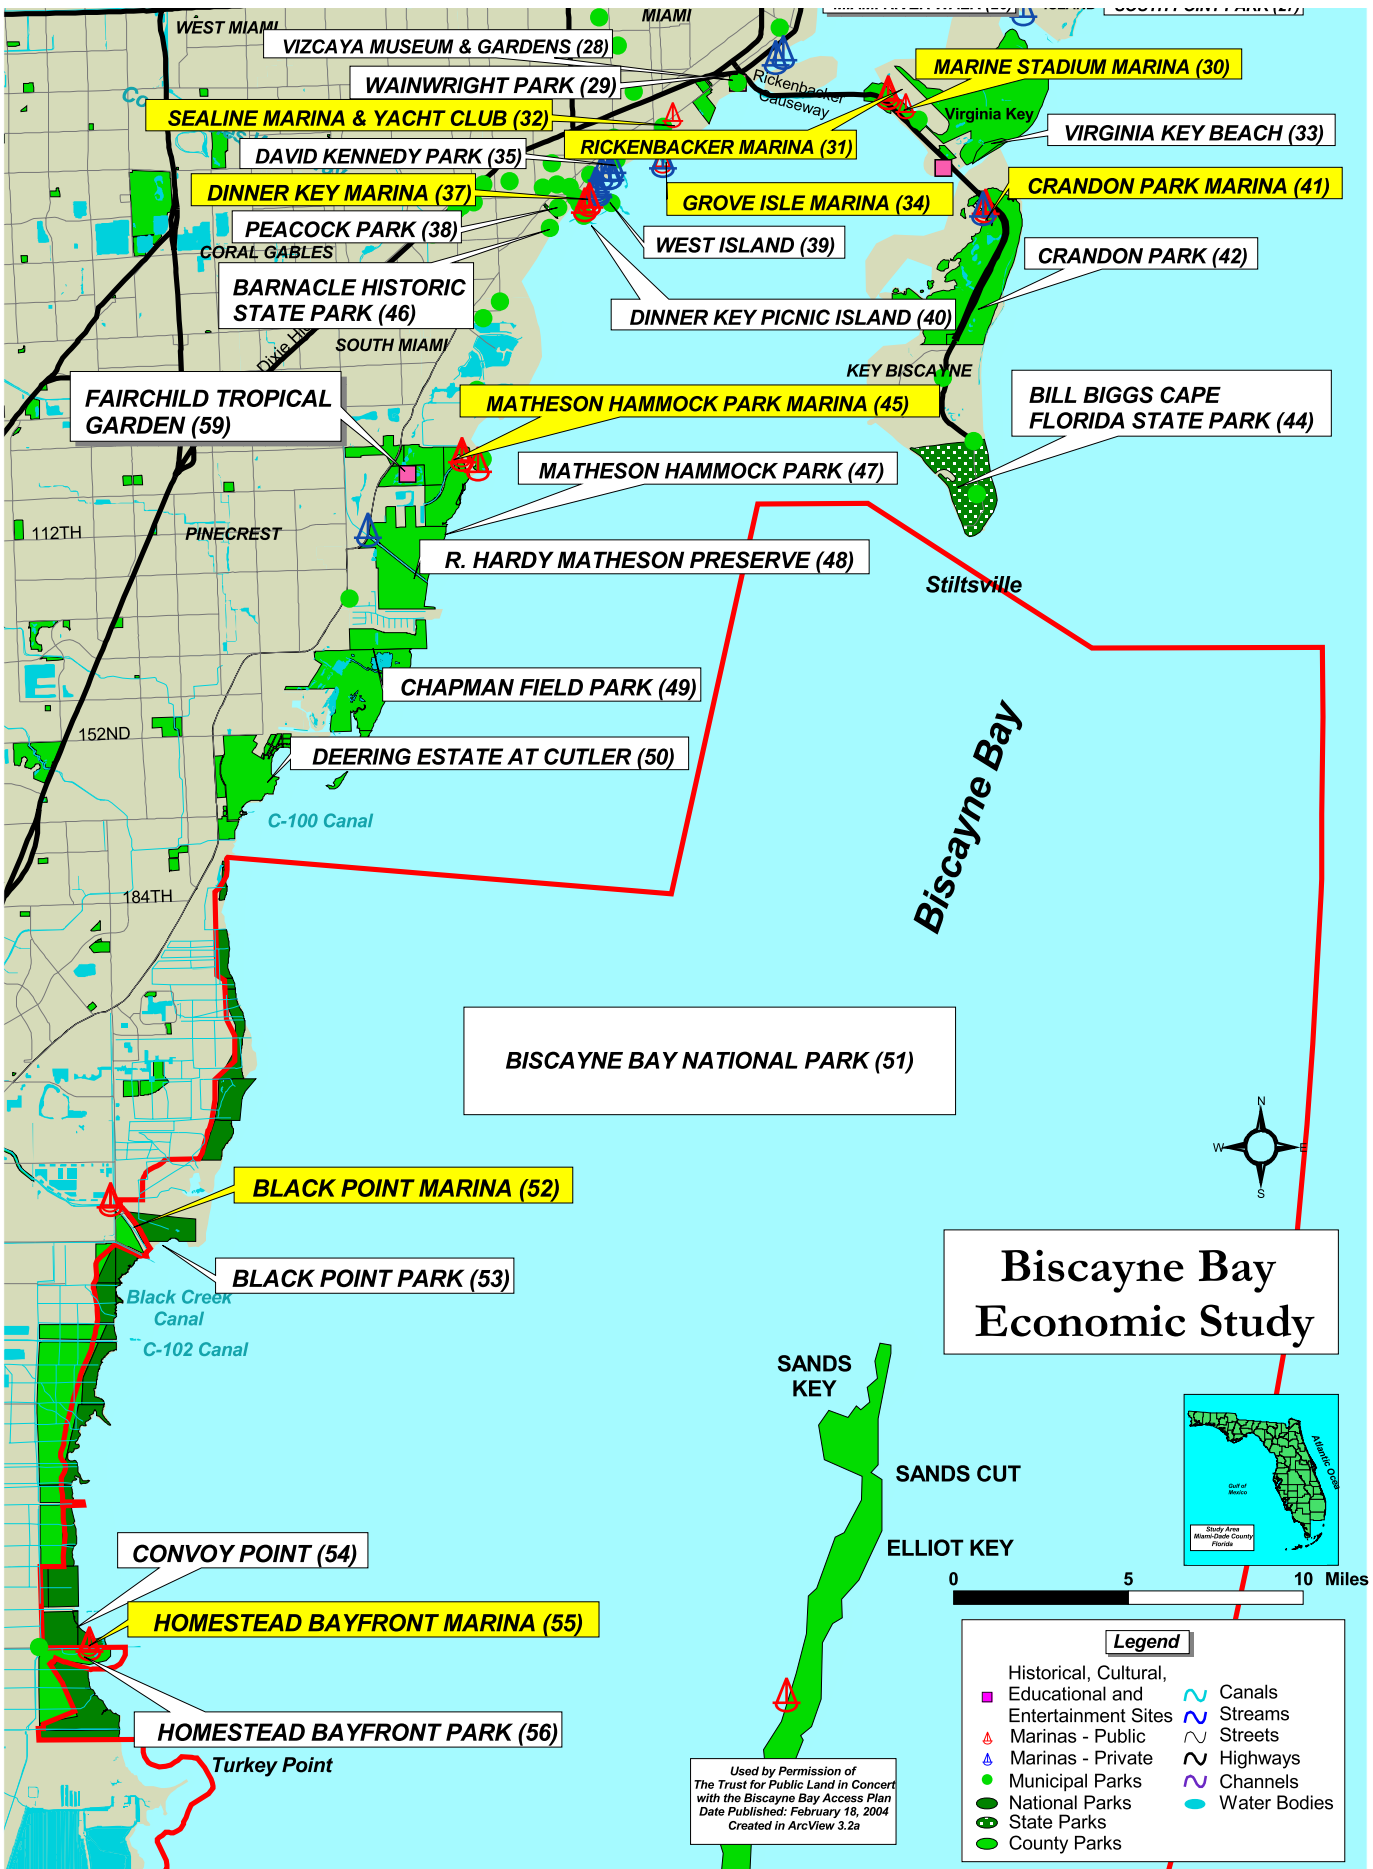 WEST MIAMI
MIAMI
VIZCAYA MUSEUM & GARDENS (28)
WAINWRIGHT PARK (29)
Rickenbacker
Causeway
MARINE STADIUM MARINA (30)
SEALINE MARINA & YACHT CLUB (32)
Virginia Key
VIRGINIA KEY BEACH (33)
DAVID KENNEDY PARK (35)
RICKENBACKER MARINA (31)
DINNER KEY MARINA (37)
GROVE ISLE MARINA (34)
CRANDON PARK MARINA (41)
PEACOCK PARK (38)
WEST ISLAND (39)
CORAL GABLES
CRANDON PARK (42)
BARNACLE HISTORIC
STATE PARK (46)
DINNER KEY PICNIC ISLAND (40)
SOUTH MIAMI
KEY BISCAYNE
FAIRCHILD TROPICAL
GARDEN (59)
MATHESON HAMMOCK PARK MARINA (45)
BILL BIGGS CAPE
FLORIDA STATE PARK (44)
MATHESON HAMMOCK PARK (47)
112TH
PINECREST
R. HARDY MATHESON PRESERVE (48)
Stiltsville
CHAPMAN FIELD PARK (49)
152ND
DEERING ESTATE AT CUTLER (50)
Biscayne Bay
C-100 Canal
184TH
BISCAYNE BAY NATIONAL PARK (51)
N
W
E
S
BLACK POINT MARINA (52)
BLACK POINT PARK (53)
Black Creek
Canal
C-102 Canal
Biscayne Bay
Economic Study
SANDS
KEY
SANDS CUT
ELLIOT KEY
Atlantic Ocea
Gulf of
Mexico
Study Area
Miami-Dade County
Florida
0 5 10 Miles
CONVOY POINT (54)
HOMESTEAD BAYFRONT MARINA (55)
HOMESTEAD BAYFRONT PARK (56)
Turkey Point
Used by Permission of
The Trust for Public Land in Concert
with the Biscayne Bay Access Plan
Date Published: February 18, 2004
Created in ArcView 3.2a
Legend
Historical, Cultural,
Educational and
Entertainment Sites
Marinas - Public
Marinas - Private
Municipal Parks
National Parks
State Parks
County Parks
Canals
Streams
Streets
Highways
Channels
Water Bodies